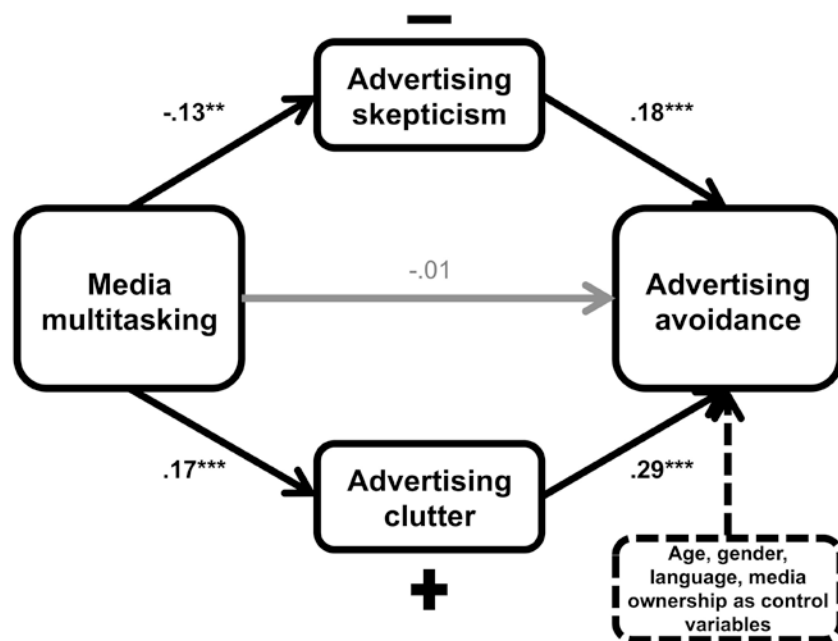 –
Advertising
skepticism
-.13**
.18***
Media
multitasking
-.01
Advertising
avoidance
.17***
.29***
Advertising
clutter
+
Age, gender,
language, media
ownership as control
variables